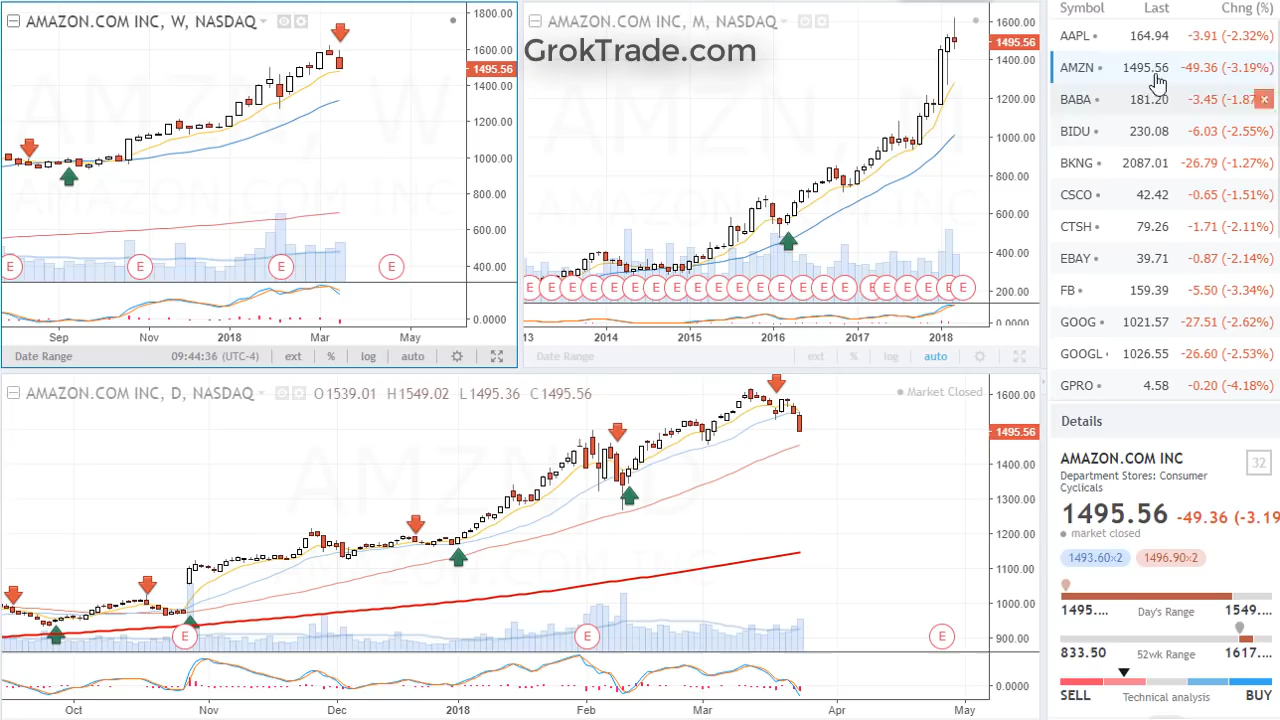 AMAZON.COM INC, W, NASDAQ
1800.00
1600.00
1495.56
1400.00
1200.00
1000.00
800.00
600.00
400.00
0.0000
E E E E
Sep Nov 2018 Mar May
Date Range 09:44:36 (UTC-4) ext % log auto
AMAZON.COM INC, M, NASDAQ
GrokTrade.com
1600.00
1495.56
1400.00
1200.00
1000.00
800.00
600.00
400.00
200.00
0.0000
E E E E E E E E E E E E E E E E E E E E E E
13 2014 2015 2016 2017 2018
Date Range ext % log auto
AMAZON.COM INC, D, NASDAQ O1539.01 H1549.02 L1495.36 C1495.56
Market Closed
1600.00
1495.56
1400.00
1300.00
1200.00
1100.00
1000.00
900.00
0.0000
E E E
Oct Nov Dec 2018 Feb Mar Apr May
Symbol Last Chng (%)
AAPL 164.94 -3.91 (-2.32%)
AMZN 1495.56 -49.36 (-3.19%)
BABA 181.20 -3.45 (-1.87 ×
BIDU 230.08 -6.03 (-2.55%)
BKNG 2087.01 -26.79 (-1.27%)
CSCO 42.42 -0.65 (-1.51%)
CTSH 79.26 -1.71 (-2.11%)
EBAY 39.71 -0.87 (-2.14%)
FB 159.39 -5.50 (-3.34%)
GOOG 1021.57 -27.51 (-2.62%)
GOOGL 1026.55 -26.60 (-2.53%)
GPRO 4.58 -0.20 (-4.18%)
Details
AMAZON.COM INC 32
Department Stores: Consumer
Cyclicals
1495.56 -49.36 (-3.19
market closed
1493.60×2 1496.90×2
1495.... Day's Range 1549....
833.50 52wk Range 1617....
SELL Technical analysis BUY